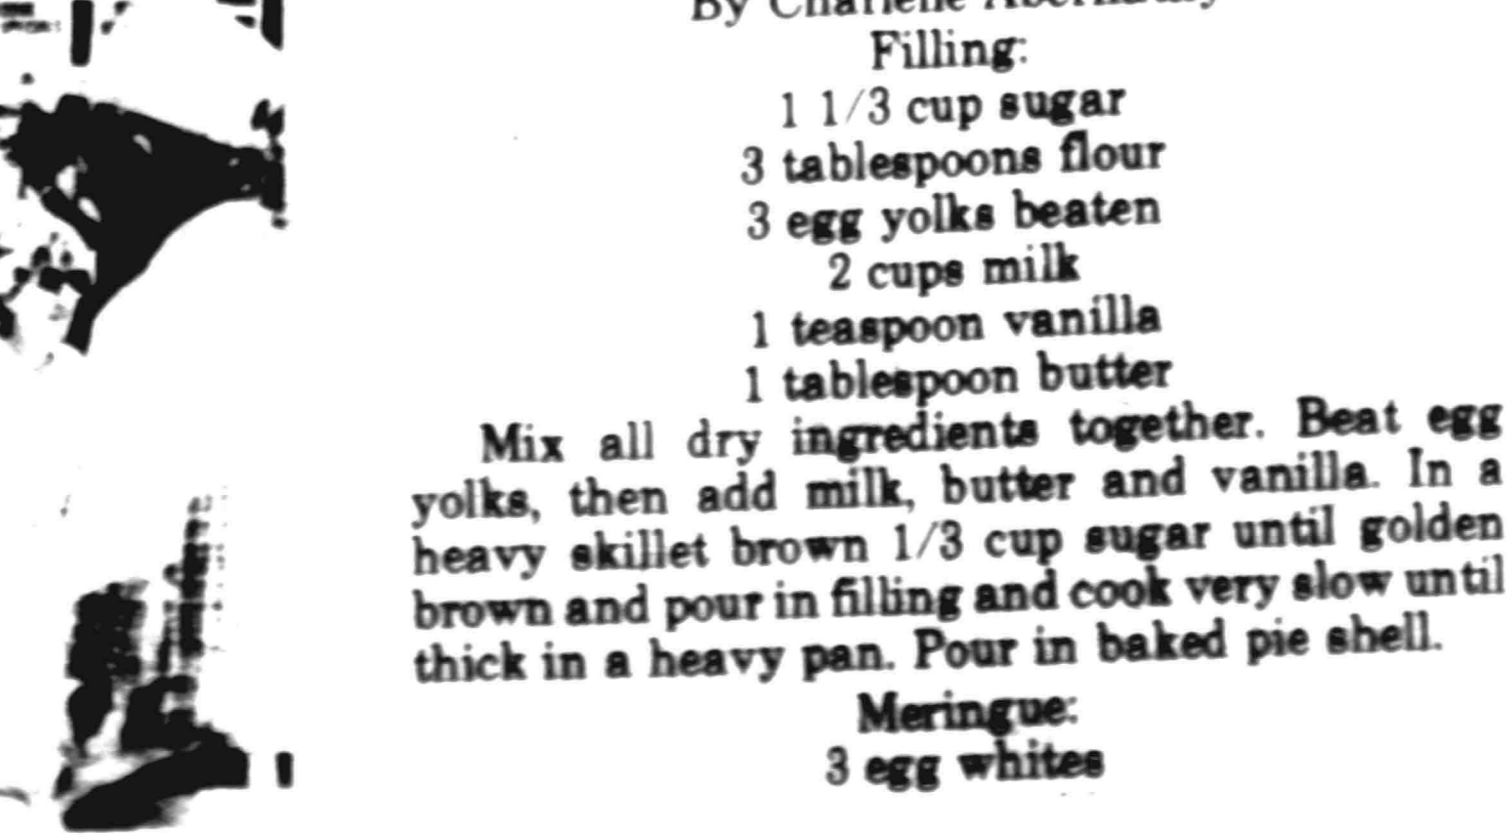 By Charlene
Filling:
1 1/3 cup sugar
3 tablespoons flour
3 egg yolks beaten
2 cups milk
1 teaspoon vanilla
1 tablespoon butter
Mix all dry ingredients together. Beat egg
yolks, then add milk, butter and vanilla. In a
heavy skillet brown 1/3 cup sugar until golden
brown and pour in filling and cook very slow until
thick in a heavy pan. Pour in baked pie shell.
Meringue:
3 egg whites